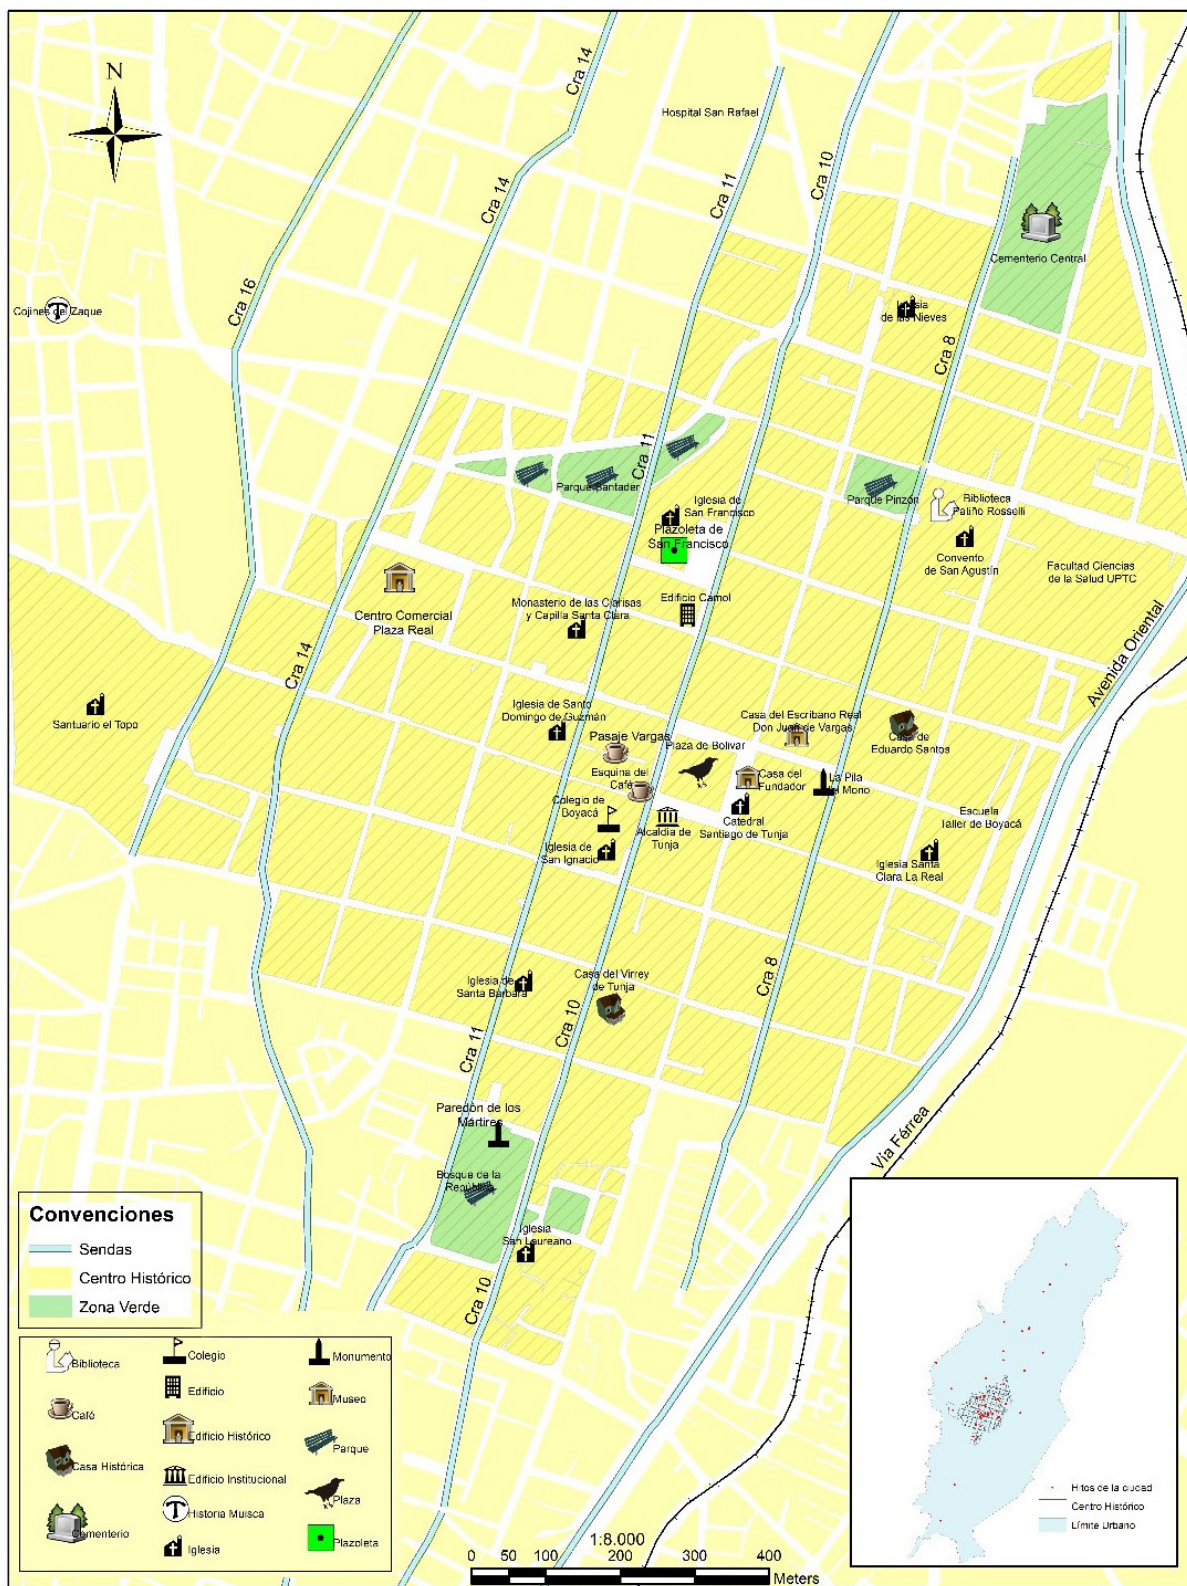 N
Cra 14
Cra 14
Cra 14
Cra 16
Hospital San Rafael
Cra 11
Cra 10
Cementerio Central
Cojines del Zaque
Iglesia
de las Nieves
Cra 8
Cra 11
Parque Santader
Parque Pinzón
Iglesia de
San Francisco
Plazoleta de
San Francisco
Biblioteca
Patiño Rosselli
Convento
de San Agustín
Facultad Ciencias
de la Salud UPTC
Centro Comercial
Plaza Real
Monasterio de las Clarisas
y Capilla Santa Clara
Edificio Camol
Avenida Oriental
Santuario el Topo
Iglesia de Santo
Domingo de Guzmán
Pasaje Vargas
Plaza de Bolívar
Casa del Escribano Real
Don Juan de Vargas
Casa de
Eduardo Santos
Esquina del
Café
Casa del
Fundador
La Pila
del Mono
Colegio de
Boyacá
Alcaldía de
Tunja
Catedral
Santiago de Tunja
Escuela
Taller de Boyacá
Iglesia de
San Ignacio
Iglesia Santa
Clara La Real
Iglesia de
Santa Bárbara
Casa del Virrey
de Tunja
Cra 8
Cra 10
Cra 11
Paredón de los
Mártires
Vía Férrea
Bosque de la
República
Iglesia
San Laureano
Cra 10
Convenciones
Sendas
Centro Histórico
Zona Verde
Biblioteca
Café
Casa Histórica
Cementerio
Colegio
Edificio
Edificio Histórico
Edificio Institucional
Historia Muisca
Iglesia
Monumento
Museo
Parque
Plaza
Plazoleta
1:8.000
0 50 100 200 300 400
Meters
Hitos de la ciudad
Centro Histórico
Límite Urbano